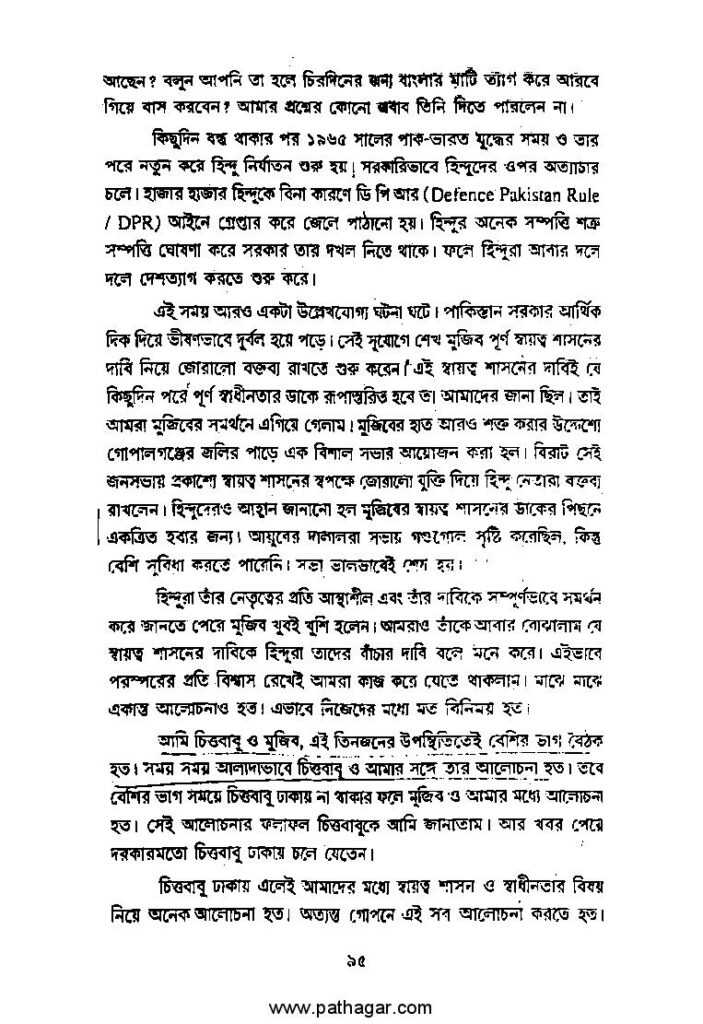 আছেন? বলুন আপনি তা হলে চিরদিনের জন্য বাংলার মাটি ত্যাগ করে আরবে
গিয়ে বাস করবেন? আমার প্রশ্নের কোনো জবাব তিনি দিতে পারলেন না।
কিছুদিন বন্ধ থাকার পর ১৯৬৫ সালের পাক-ভারত যুদ্ধের সময় ও তার
পরে নতুন করে হিন্দু নির্যাতন শুরু হয়। সরকারিভাবে হিন্দুদের ওপর অত্যাচার
চলে। হাজার হাজার হিন্দুকে বিনা কারণে ডি পি আর (Defence Pakistan Rule
/ DPR) আইনে গ্রেপ্তার করে জেলে পাঠানো হয়। হিন্দুর অনেক সম্পত্তি শত্রু
সম্পত্তি ঘোষণা করে সরকার তার দখল নিতে থাকে। ফলে হিন্দুরা আবার দলে
দলে দেশত্যাগ করতে শুরু করে।
এই সময় আরও একটা উল্লেখযোগ্য ঘটনা ঘটে। পাকিস্তান সরকার আর্থিক
দিক দিয়ে ভীষণভাবে দুর্বল হয়ে পড়ে। সেই সুযোগে শেখ মুজিব পূর্ণ স্বায়ত্ব শাসনের
দাবি নিয়ে জোরালো বক্তব্য রাখতে শুরু করেন। এই স্বায়ত্ব শাসনের দাবিই যে
কিছুদিন পরে পূর্ণ স্বাধীনতার ডাকে রূপান্তরিত হবে তা আমাদের জানা ছিল। তাই
আমরা মুজিবের সমর্থনে এগিয়ে গেলাম। মুজিবের হাত আরও শক্ত করার উদ্দেশ্যে
গোপালগঞ্জের জলির পাড়ে এক বিশাল সভার আয়োজন করা হল। বিরাট সেই
জনসভায় প্রকাশ্যে স্বায়ত্ব শাসনের স্বপক্ষে জোরালো যুক্তি দিয়ে হিন্দু নেতারা বক্তব্য
রাখলেন। হিন্দুদেরও আহ্বান জানানো হল মুজিবের স্বায়ত্ব শাসনের ডাকের পিছনে
একত্রিত হবার জন্য। আয়ুবের দালালরা সভায় গণ্ডগোল সৃষ্টি করেছিল, কিন্তু
বেশি সুবিধা করতে পারেনি। সভা ভালভাবেই শেষ হয়।
হিন্দুরা তাঁর নেতৃত্বের প্রতি আস্থাশীল এবং তাঁর দাবিকে সম্পূর্ণভাবে সমর্থন
করে জানতে পেরে মুজিব খুবই খুশি হলেন। আমরাও তাঁকে আবার বোঝালাম যে
স্বায়ত্ব শাসনের দাবিকে হিন্দুরা তাদের বাঁচার দাবি বলে মনে করে। এইভাবে
পরস্পরের প্রতি বিশ্বাস রেখেই আমরা কাজ করে যেতে থাকলাম। মাঝে মাঝে
একান্ত আলোচনাও হত। এভাবে নিজেদের মধ্যে মত বিনিময় হত।
আমি চিত্তবাবু ও মুজিব, এই তিনজনের উপস্থিতিতেই বেশির ভাগ বৈঠক
হত। সময় সময় আলাদাভাবে চিত্তবাবু ও আমার সঙ্গে তার আলোচনা হত। তবে
বেশির ভাগ সময়ে চিত্তবাবু ঢাকায় না থাকার ফলে মুজিব ও আমার মধ্যে আলোচনা
হত। সেই আলোচনার ফলাফল চিত্তবাবুকে আমি জানাতাম। আর খবর পেয়ে
দরকারমতো চিত্তবাবু ঢাকায় চলে যেতেন।
চিত্তবাবু ঢাকায় এলেই আমাদের মধ্যে স্বায়ত্ব শাসন ও স্বাধীনতার বিষয়
নিয়ে অনেক আলোচনা হত। অত্যন্ত গোপনে এই সব আলোচনা করতে হত।
৯৫
www.pathagar.com